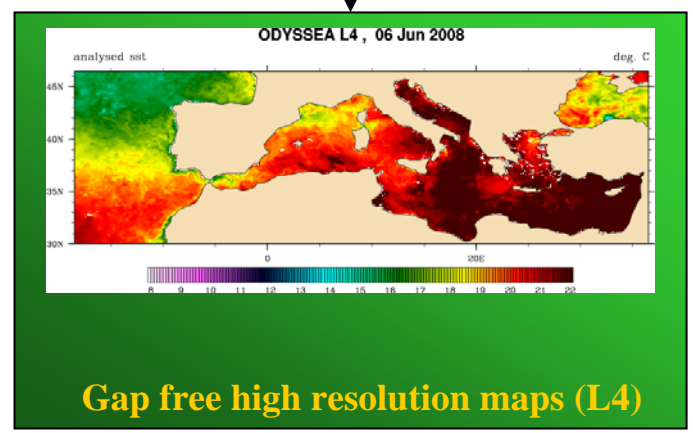 ODYSSEA L4 , 06 Jun 2008
analysed sst deg. C
45N
40N
35N
30N
0 20E
8 9 10 11 12 13 14 15 16 17 18 19 20 21 22
Gap free high resolution maps (L4)